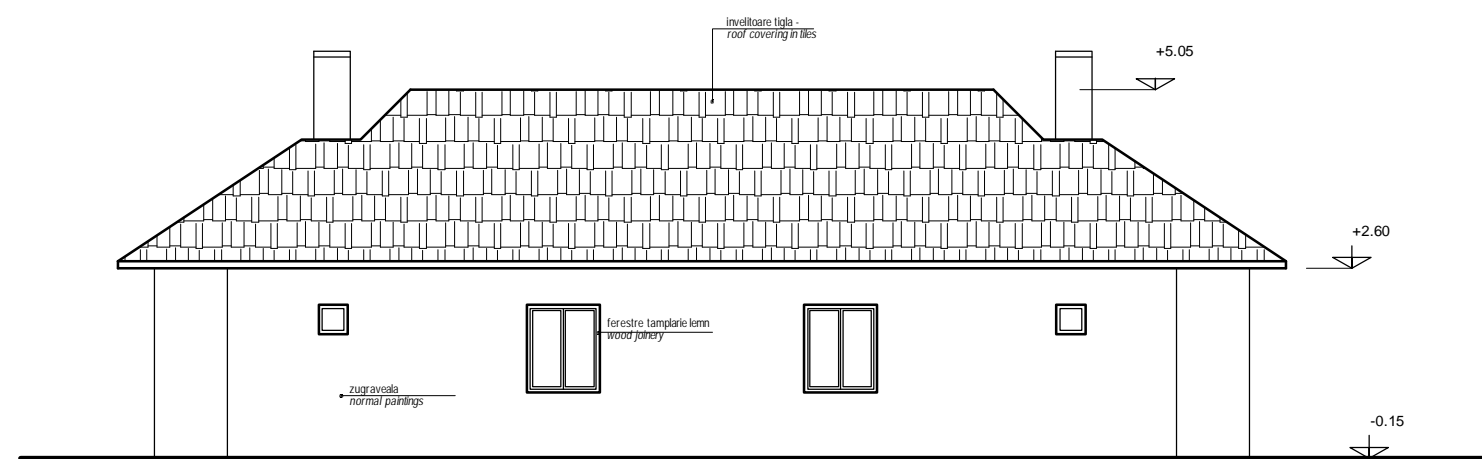 invelitoare tigla -
roof covering in tiles
+5.05
+2.60
ferestre tamplarie lemn
wood joinery
zugraveala
normal paintings
-0.15